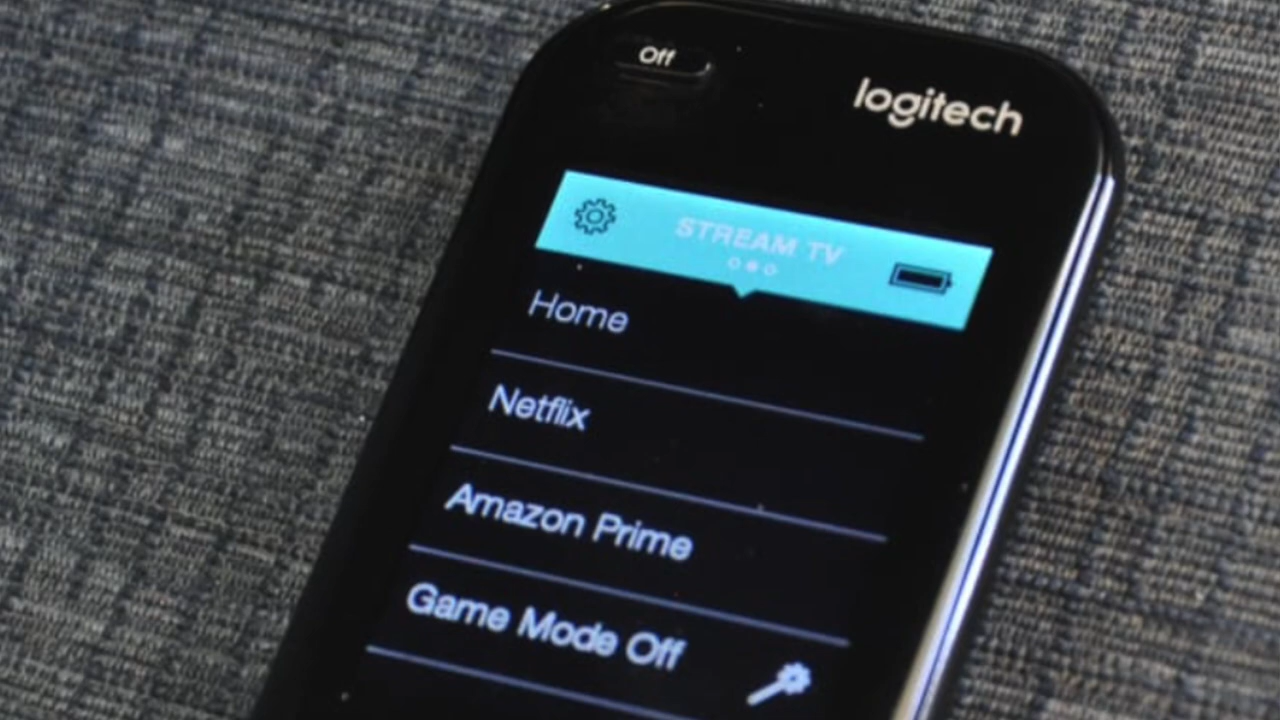 Off
logitech
STREAM TV
Home
Netflix
Amazon Prime
Game Mode Off